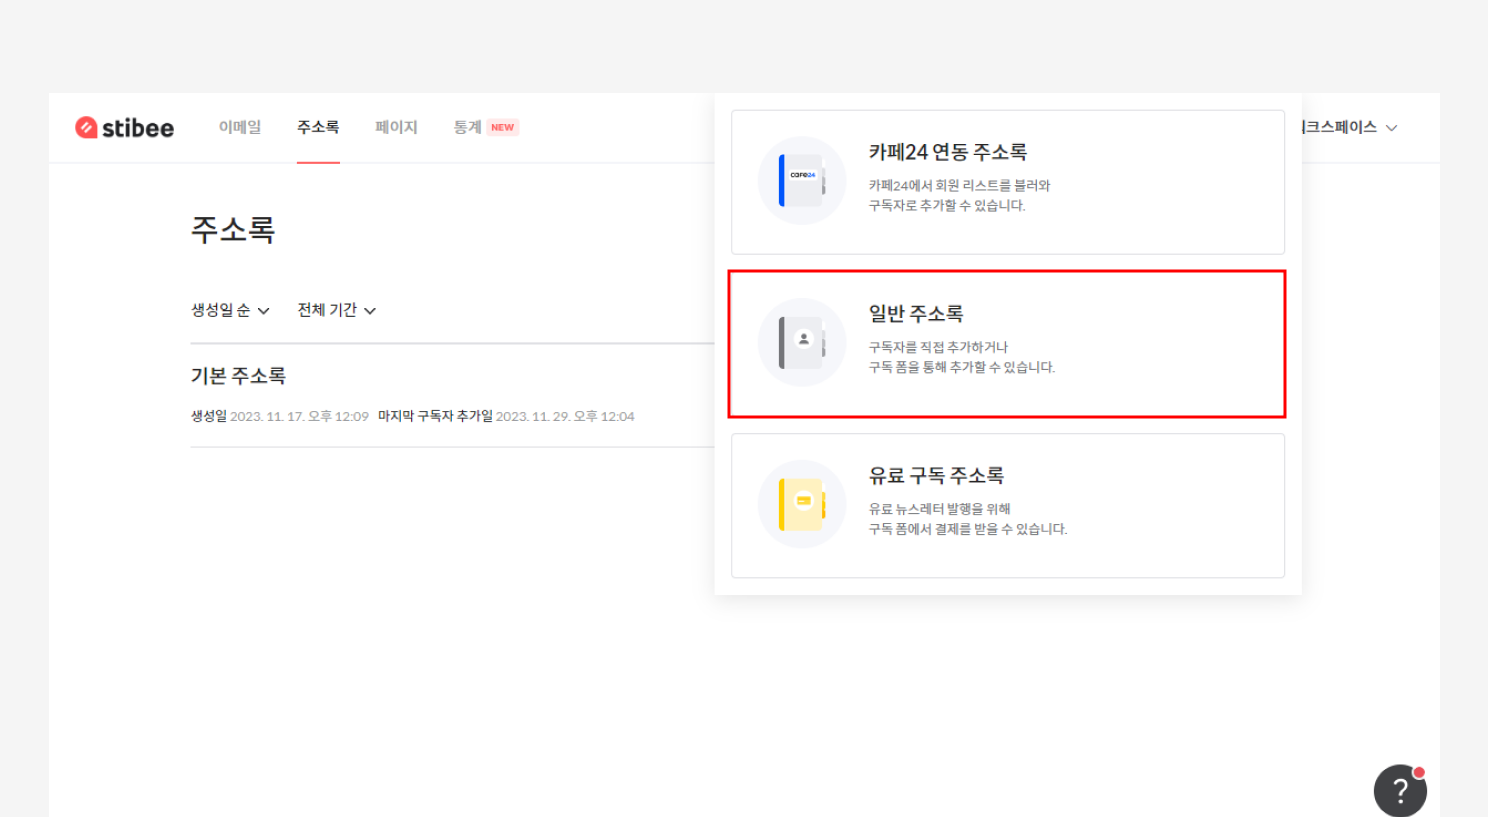 stibee
이메일
주소록
페이지
통계 NEW
크스페이스
주소록
생성일 순
전체 기간
기본 주소록
생성일 2023. 11. 17. 오후 12:09 마지막 구독자 추가일 2023. 11. 29. 오후 12:04
cafe24
카페24 연동 주소록
카페24에서 회원 리스트를 불러와
구독자로 추가할 수 있습니다.
일반 주소록
구독자를 직접 추가하거나
구독 폼을 통해 추가할 수 있습니다.
유료 구독 주소록
유료 뉴스레터 발행을 위해
구독 폼에서 결제를 받을 수 있습니다.
?